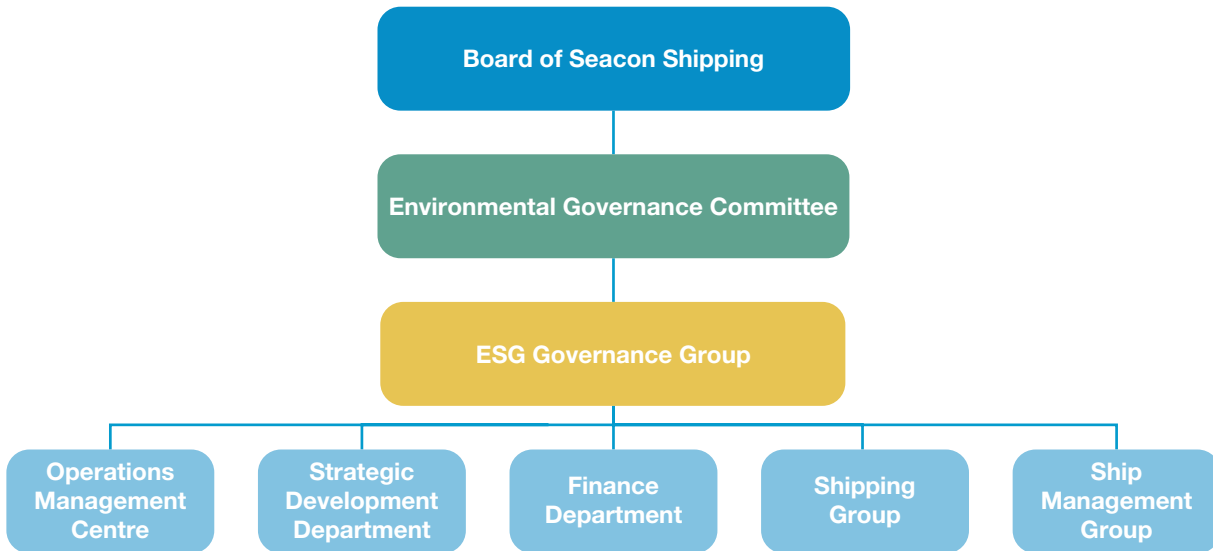 Board of Seacon Shipping
Environmental Governance Committee
ESG Governance Group
Operations
Management
Centre
Strategic
Development
Department
Finance
Department
Shipping
Group
Ship
Management
Group